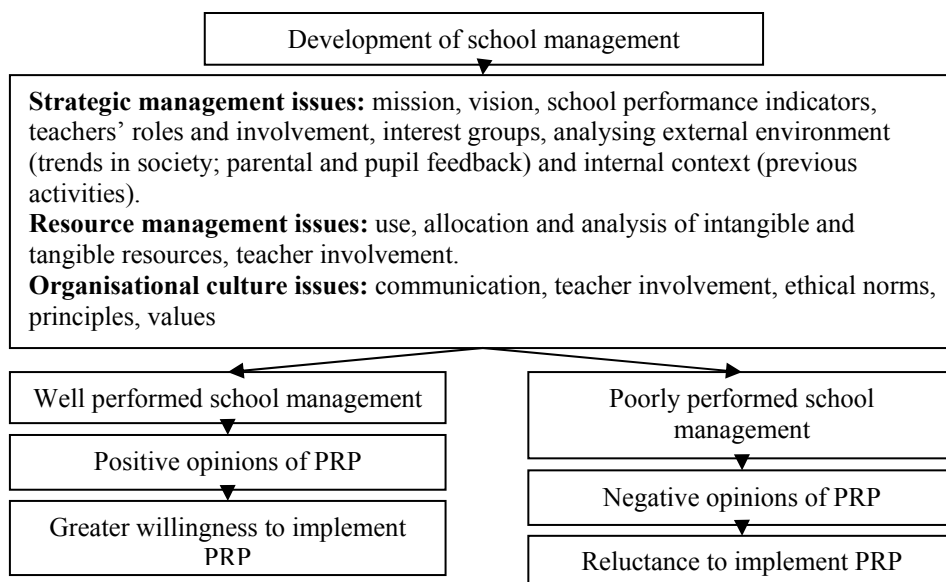 Development of school management
Strategic management issues: mission, vision, school performance indicators,
teachers’ roles and involvement, interest groups, analysing external environment
(trends in society; parental and pupil feedback) and internal context (previous
activities).
Resource management issues: use, allocation and analysis of intangible and
tangible resources, teacher involvement.
Organisational culture issues: communication, teacher involvement, ethical norms,
principles, values
Well performed school management
Positive opinions of PRP
Greater willingness to implement
PRP
Poorly performed school
management
Negative opinions of PRP
Reluctance to implement PRP